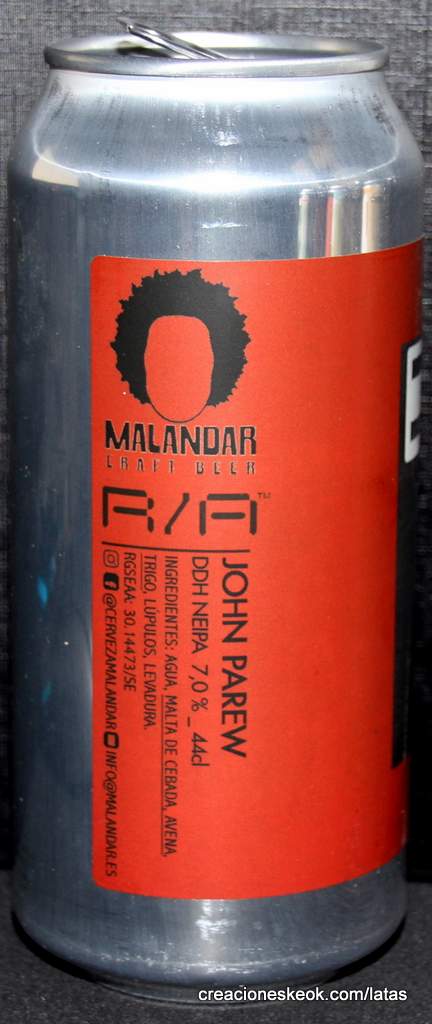 MALANDAR
CRAFT BEER
R/A™
JOHN PAREW
DDH NEIPA 7,0 %_ 44cl
INGREDIENTES: AGUA, MALTA DE CEBADA, AVENA,
TRIGO, LÚPULOS, LEVADURA.
RGSEAA: 30.14473/SE
@CERVEZAMALANDAR INFO@MALANDAR.ES
E
creacioneskeok.com/latas